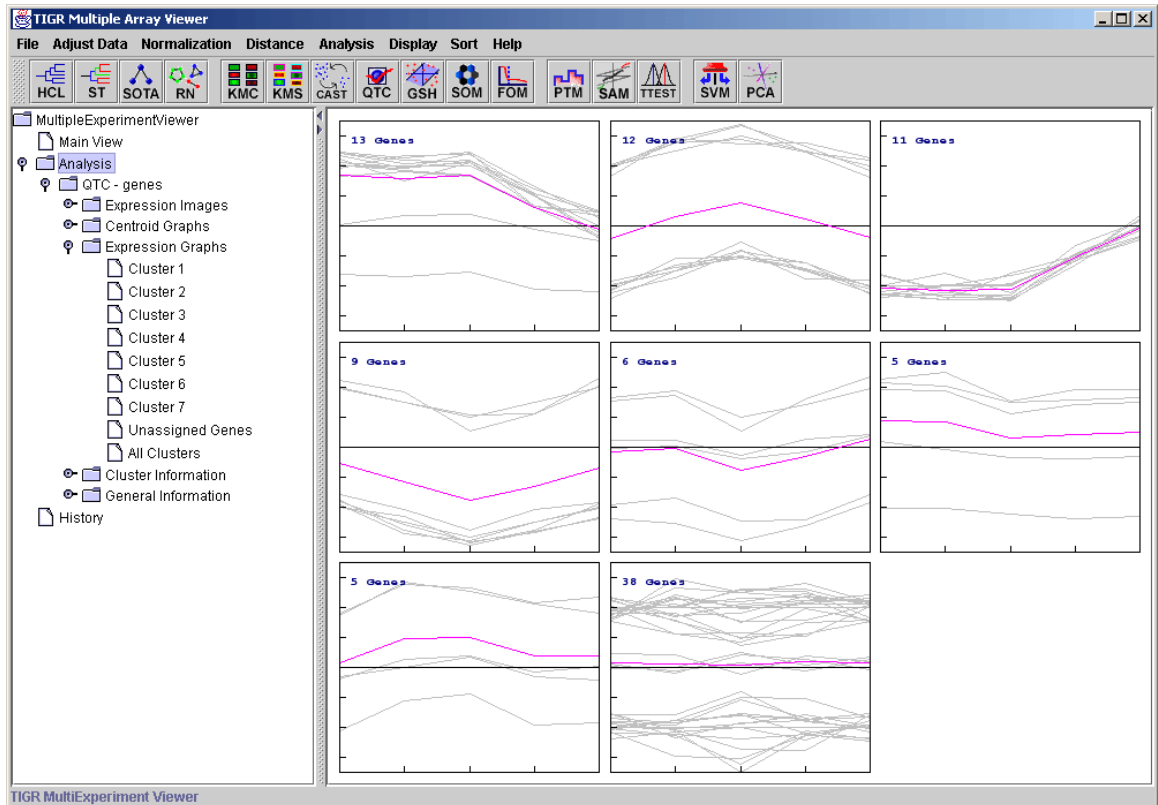 TIGR Multiple Array Viewer
File Adjust Data Normalization Distance Analysis Display Sort Help
HCL ST SOTA RN KMC KMS CAST QTC GSH SOM FOM PTM SAM TTEST SVM PCA
MultipleExperimentViewer
Main View
Analysis
QTC - genes
Expression Images
Centroid Graphs
Expression Graphs
Cluster 1
Cluster 2
Cluster 3
Cluster 4
Cluster 5
Cluster 6
Cluster 7
Unassigned Genes
All Clusters
Cluster Information
General Information
History
13 Genes 12 Genes 11 Genes
9 Genes 6 Genes 5 Genes
5 Genes 38 Genes
TIGR MultiExperiment Viewer